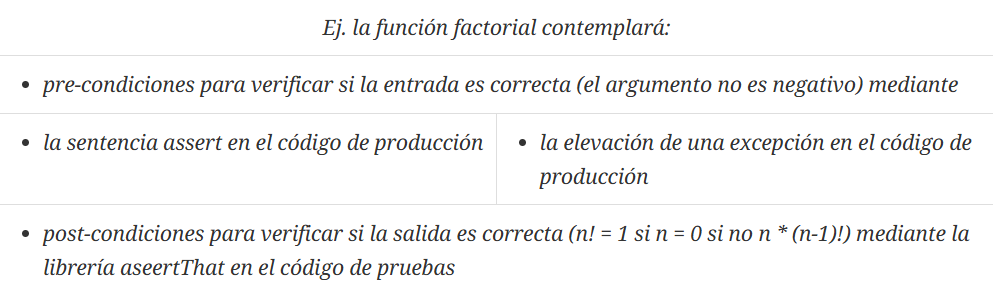 Ej. la función factorial contemplará:
• pre-condiciones para verificar si la entrada es correcta (el argumento no es negativo) mediante
• la sentencia assert en el código de producción
• la elevación de una excepción en el código de
producción
• post-condiciones para verificar si la salida es correcta (n! = 1 si n = 0 si no n * (n-1)!) mediante la
librería aseertThat en el código de pruebas